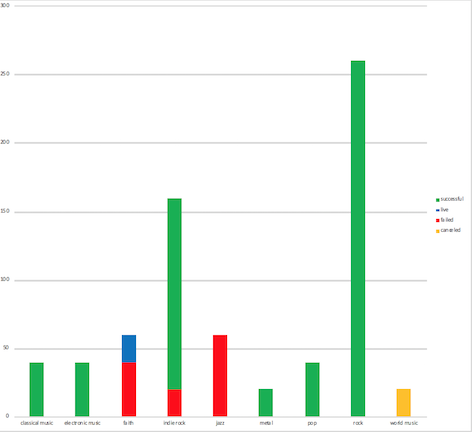 300
250
200
150
100
50
0
classical music electronic music faith indie rock jazz metal pop rock world music
successful
live
failed
canceled